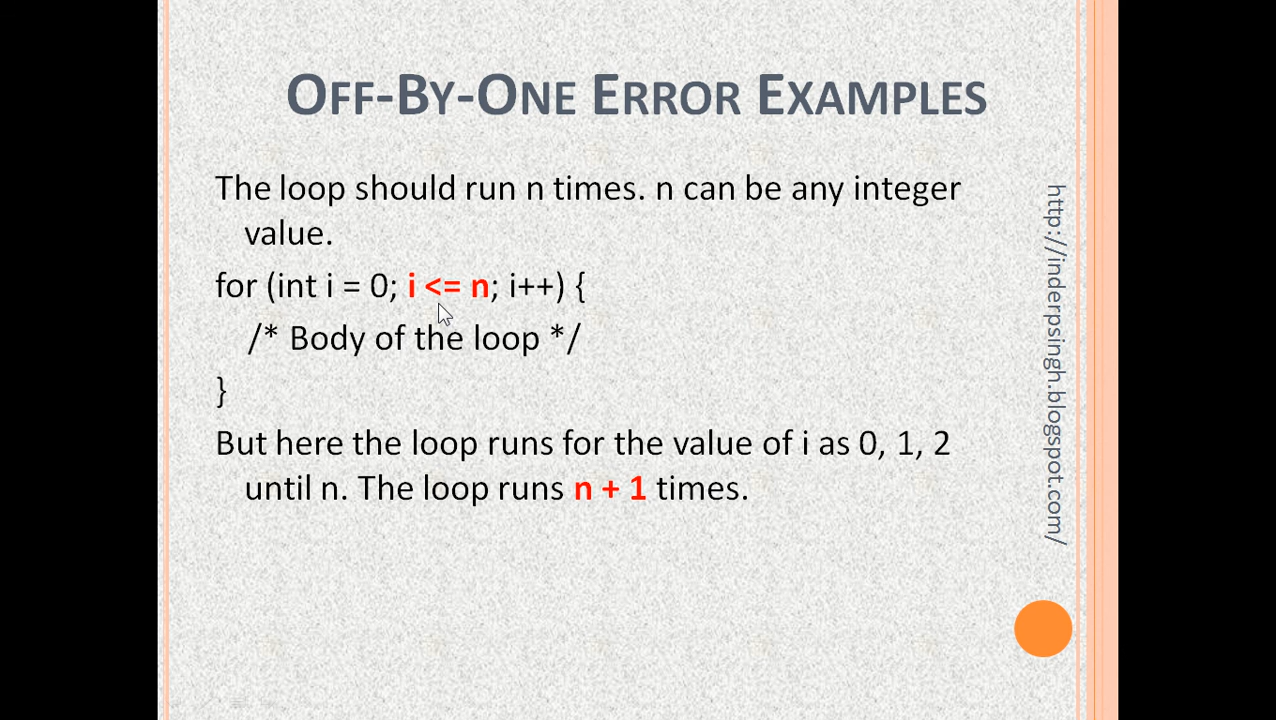 OFF-BY-ONE ERROR EXAMPLES
The loop should run n times. n can be any integer
value.
for (int i = 0; i <= n; i++) {
/* Body of the loop */
}
But here the loop runs for the value of i as 0, 1, 2
until n. The loop runs n + 1 times.
http://inderpsingh.blogspot.com/